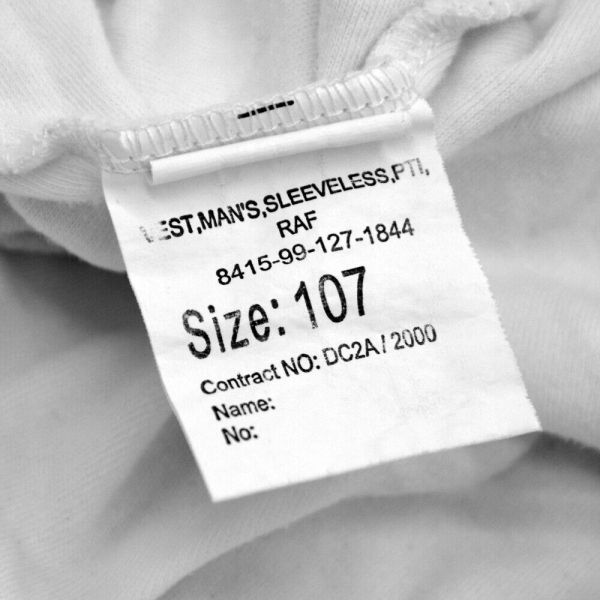 VEST,MAN'S,SLEEVELESS,PTI,
RAF
8415-99-127-1844
Size: 107
Contract NO: DC2A / 2000
Name:
No: